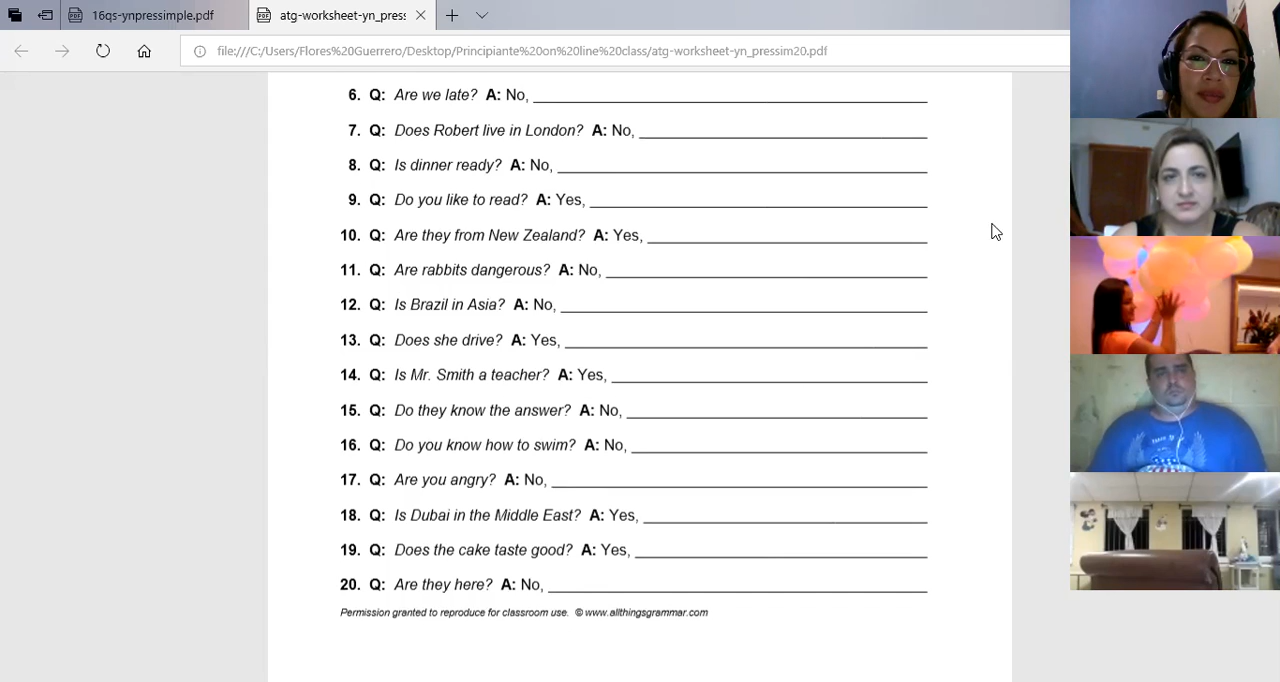 16qs-ynpressimple.pdf
atg-worksheet-yn_press
file:///C:/Users/Flores%20Guerrero/Desktop/Principiante%20on%20line%20class/atg-worksheet-yn_pressim20.pdf
6. Q: Are we late? A: No,
7. Q: Does Robert live in London? A: No,
8. Q: Is dinner ready? A: No,
9. Q: Do you like to read? A: Yes,
10. Q: Are they from New Zealand? A: Yes,
11. Q: Are rabbits dangerous? A: No,
12. Q: Is Brazil in Asia? A: No,
13. Q: Does she drive? A: Yes,
14. Q: Is Mr. Smith a teacher? A: Yes,
15. Q: Do they know the answer? A: No,
16. Q: Do you know how to swim? A: No,
17. Q: Are you angry? A: No,
18. Q: Is Dubai in the Middle East? A: Yes,
19. Q: Does the cake taste good? A: Yes,
20. Q: Are they here? A: No,
Permission granted to reproduce for classroom use. © www.allthingsgrammar.com